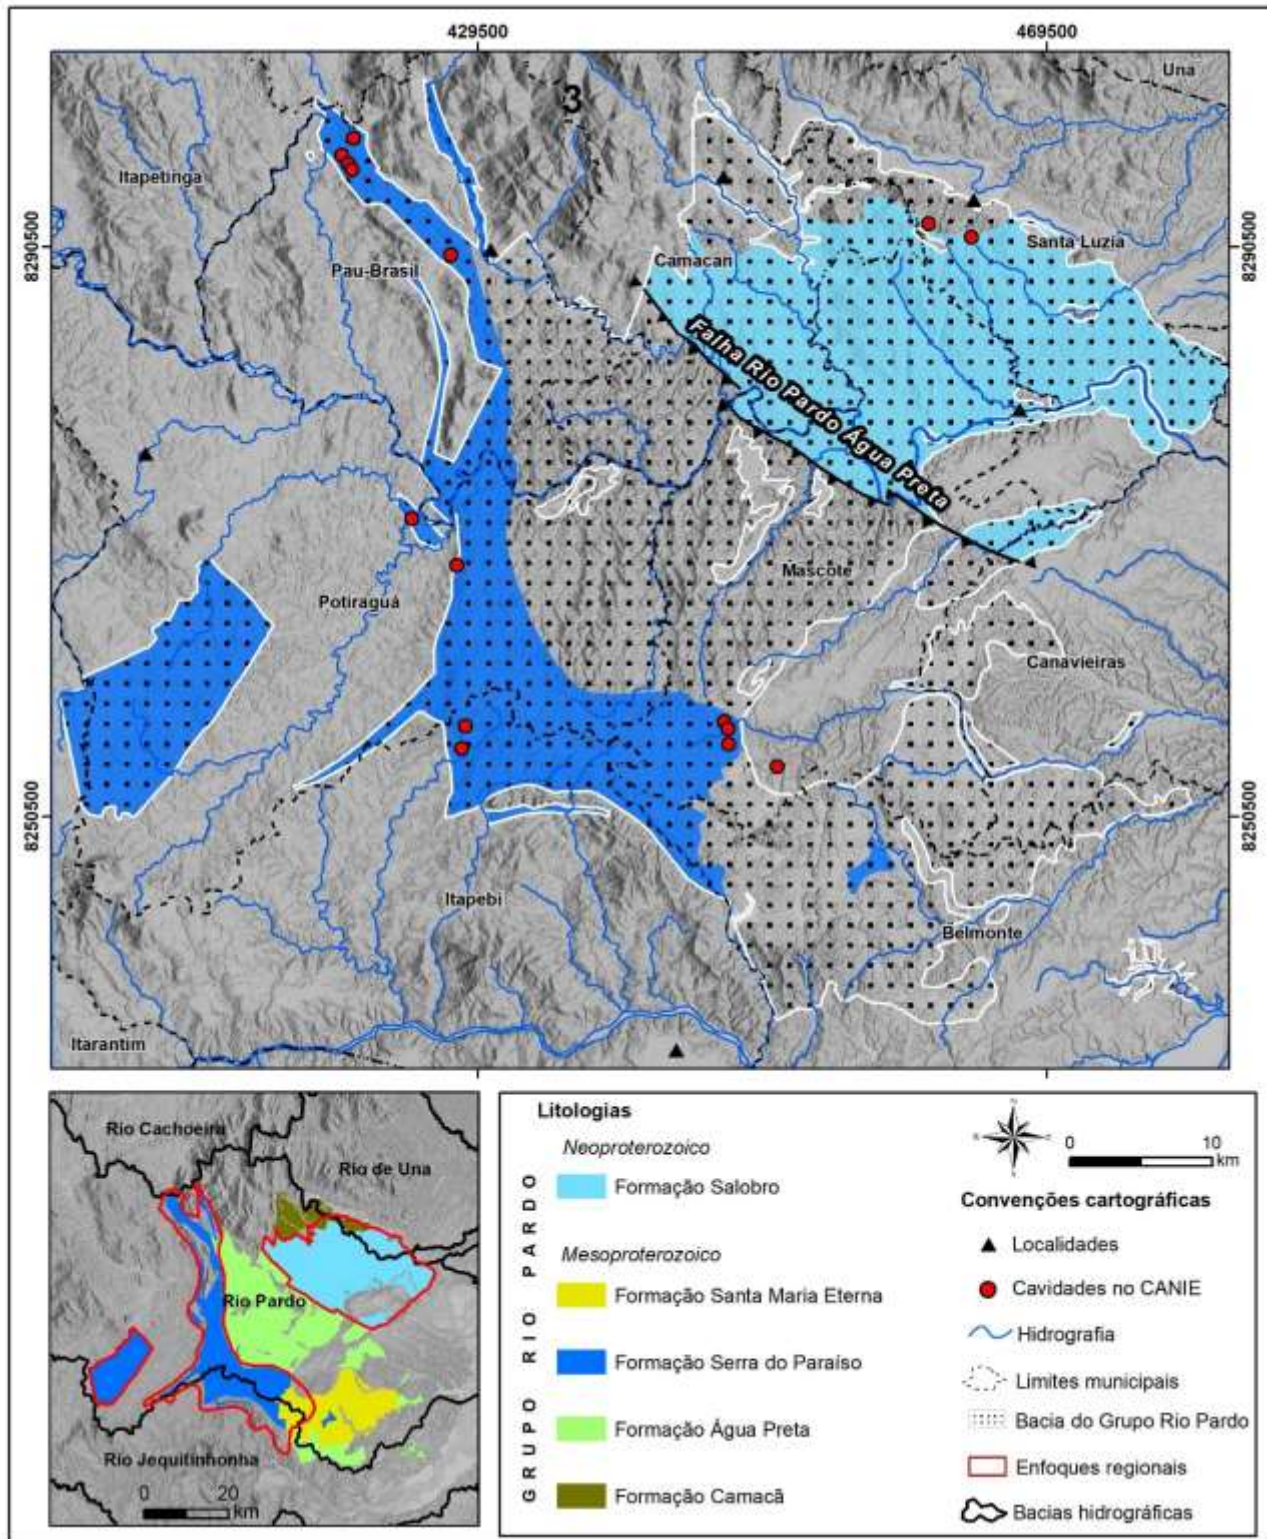 429500
469500
Una
3
Itapetinga
8290500
8290500
Santa Luzia
Camacan
Pau-Brasil
Falha Rio Pardo Água Preta
Mascote
Potiraguá
Canavieiras
8250500
8250500
Itapebi
Belmonte
Itarantim
Rio Cachoeira
Rio de Una
Rio Pardo
Rio Jequitinhonha
0 20
km
Litologias
Neoproterozoico
GRUPO RIO PARDO
Formação Salobro
Mesoproterozoico
Formação Santa Maria Eterna
Formação Serra do Paraíso
Formação Água Preta
Formação Camacã
0 10
km
Convenções cartográficas
Localidades
Cavidades no CANIE
Hidrografia
Limites municipais
Bacia do Grupo Rio Pardo
Enfoques regionais
Bacias hidrográficas